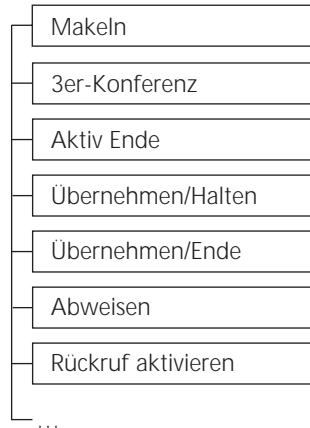 Makeln
3er-Konferenz
Aktiv Ende
Übernehmen/Halten
Übernehmen/Ende
Abweisen
Rückruf aktivieren
...